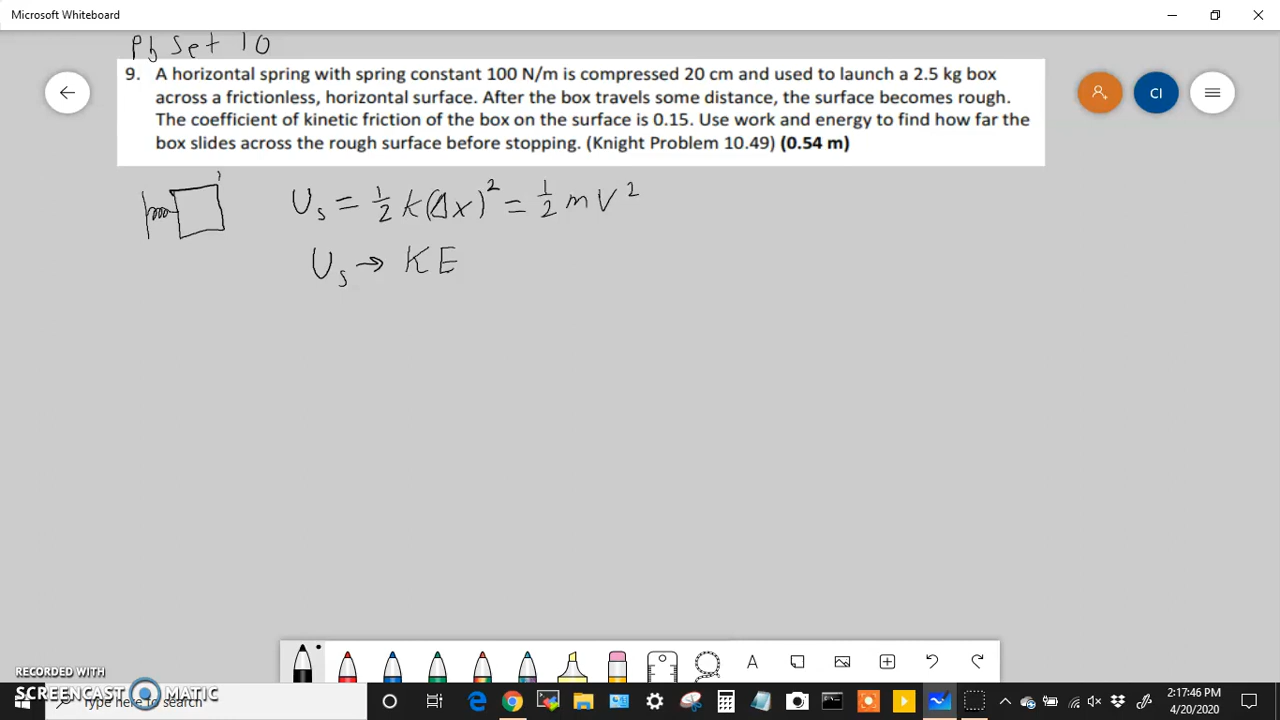 Microsoft Whiteboard
Pb Set 10
9. A horizontal spring with spring constant 100 N/m is compressed 20 cm and used to launch a 2.5 kg box
across a frictionless, horizontal surface. After the box travels some distance, the surface becomes rough.
The coefficient of kinetic friction of the box on the surface is 0.15. Use work and energy to find how far the
box slides across the rough surface before stopping. (Knight Problem 10.49) (0.54 m)
CI
U_s = ½ k(Δx)² = ½ m v²
U_s → KE
A
RECORDED WITH
SCREENCAST MATIC
Type here to search
2:17:46 PM
4/20/2020